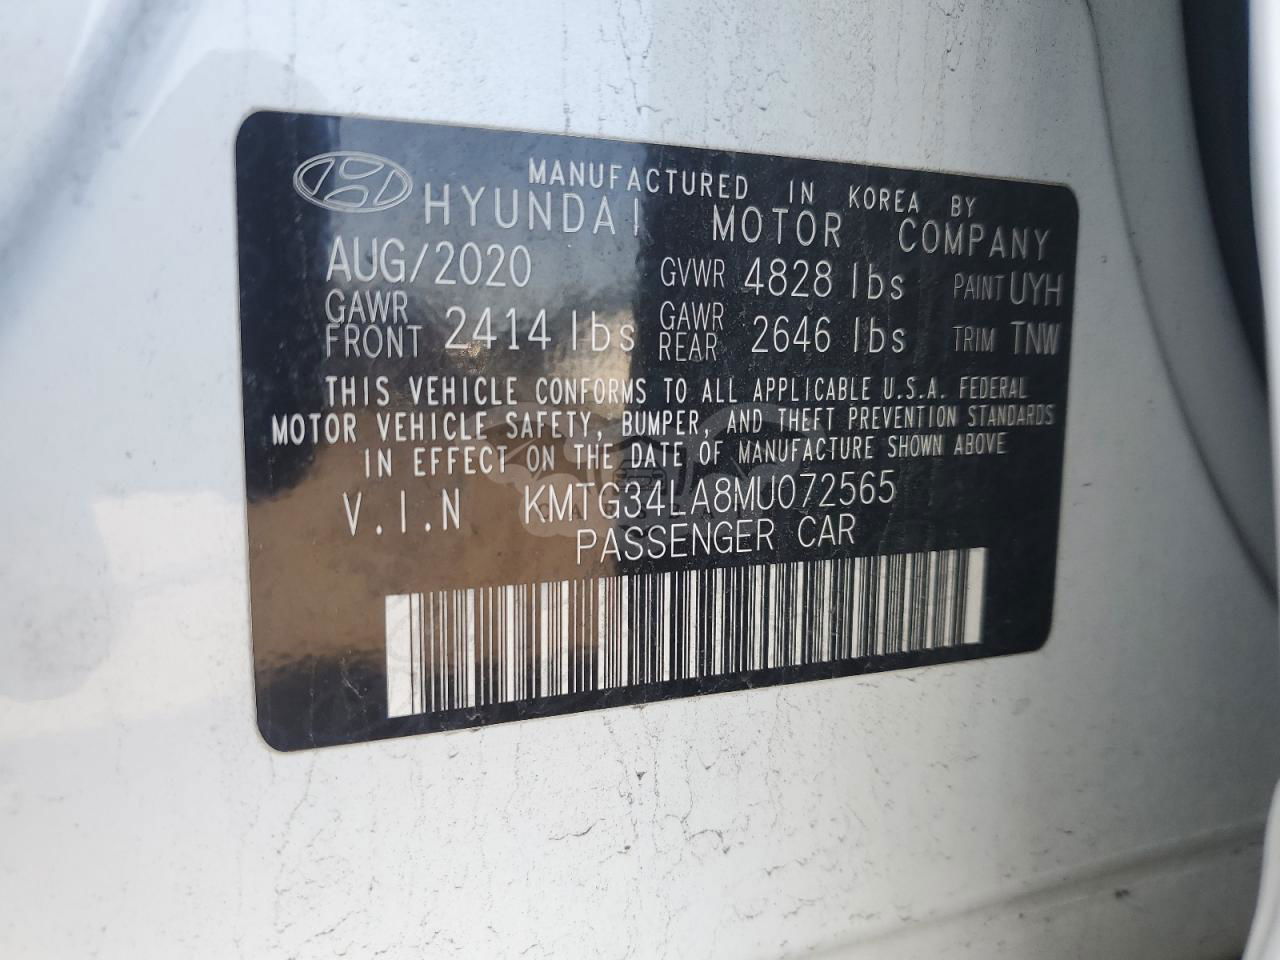 MANUFACTURED IN KOREA BY
HYUNDAI MOTOR COMPANY
AUG/2020 GVWR 4828 lbs PAINT UYH
GAWR FRONT 2414 lbs GAWR REAR 2646 lbs TRIM TNW
THIS VEHICLE CONFORMS TO ALL APPLICABLE U.S.A. FEDERAL
MOTOR VEHICLE SAFETY, BUMPER, AND THEFT PREVENTION STANDARDS
IN EFFECT ON THE DATE OF MANUFACTURE SHOWN ABOVE
V.I.N KMTG34LA8MU072565
PASSENGER CAR